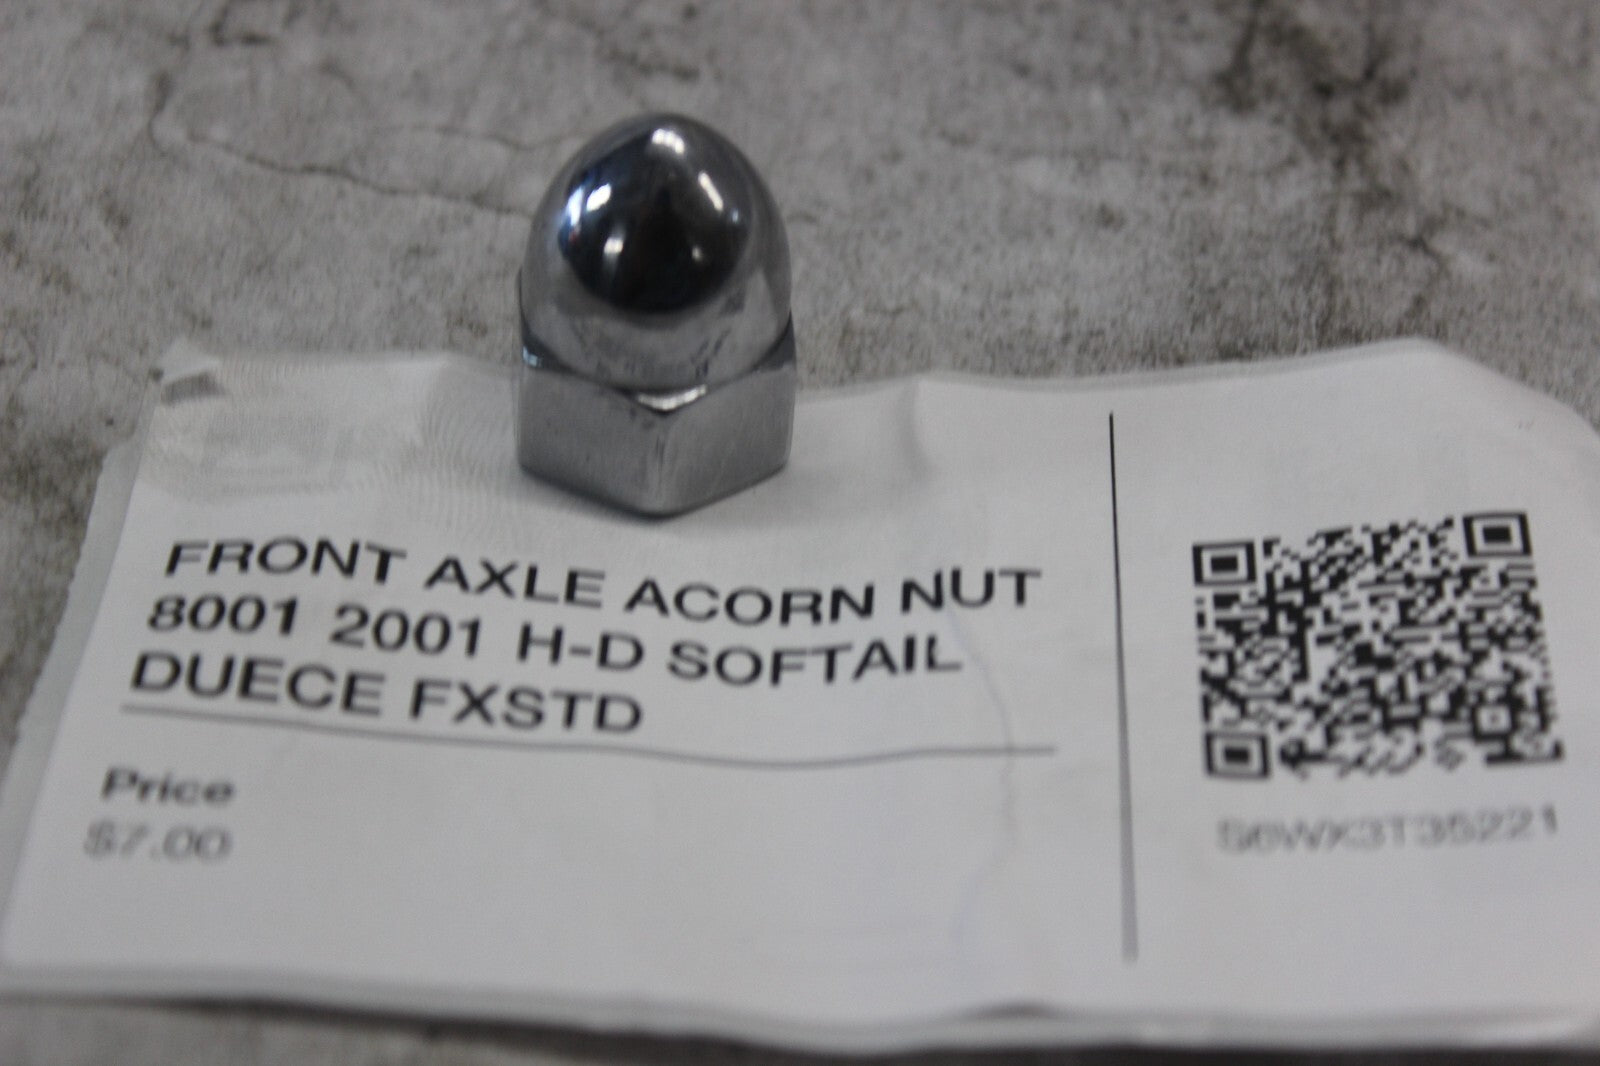 FRONT AXLE ACORN NUT
8001 2001 H-D SOFTAIL
DUECE FXSTD
Price
$7.00
S6WX3T35221